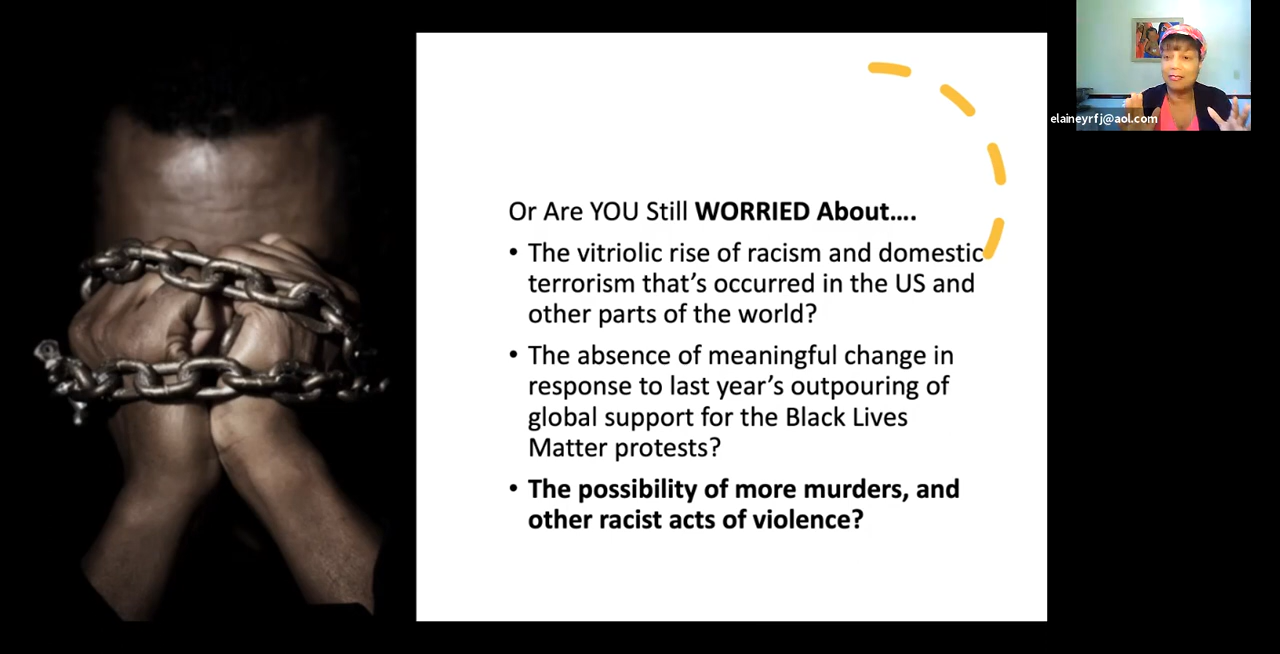 elaineyrfj@aol.com
Or Are YOU Still WORRIED About....
• The vitriolic rise of racism and domestic
terrorism that’s occurred in the US and
other parts of the world?
• The absence of meaningful change in
response to last year’s outpouring of
global support for the Black Lives
Matter protests?
• The possibility of more murders, and
other racist acts of violence?